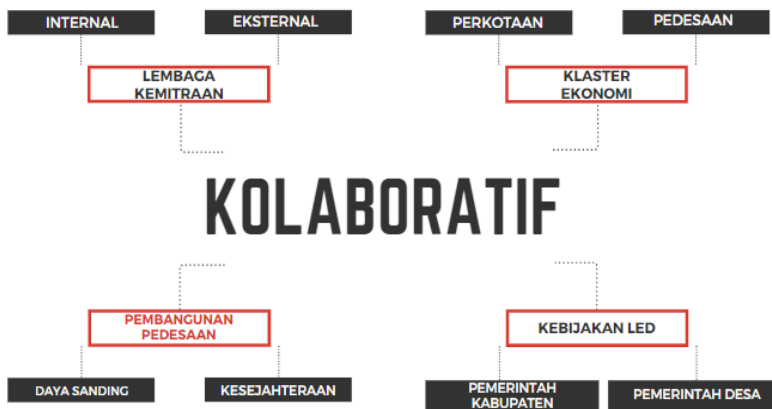 INTERNAL
EKSTERNAL
PERKOTAAN
PEDESAAN
LEMBAGA
KEMITRAAN
KLASTER
EKONOMI
KOLABORATIF
PEMBANGUNAN
PEDESAAN
KEBIJAKAN LED
DAYA SANDING
KESEJAHTERAAN
PEMERINTAH
KABUPATEN
PEMERINTAH DESA